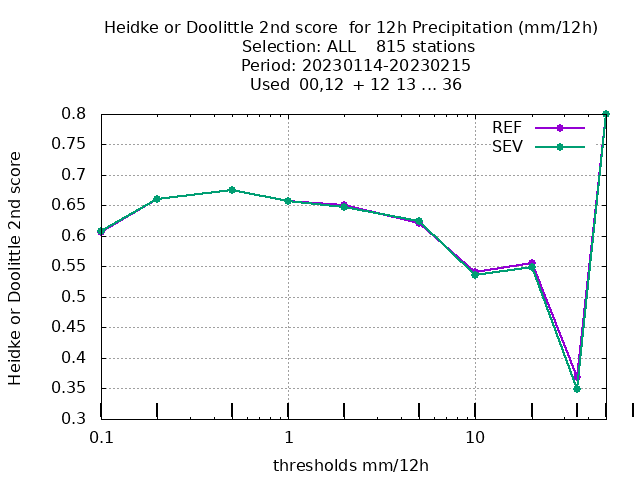 Heidke or Doolittle 2nd score  for 12h Precipitation (mm/12h)
Selection: ALL    815 stations
Period: 20230114-20230215
Used  00,12  + 12 13 ... 36
REF
SEV
Heidke or Doolittle 2nd score
0.8
0.75
0.7
0.65
0.6
0.55
0.5
0.45
0.4
0.35
0.3
0.1
1
10
thresholds mm/12h